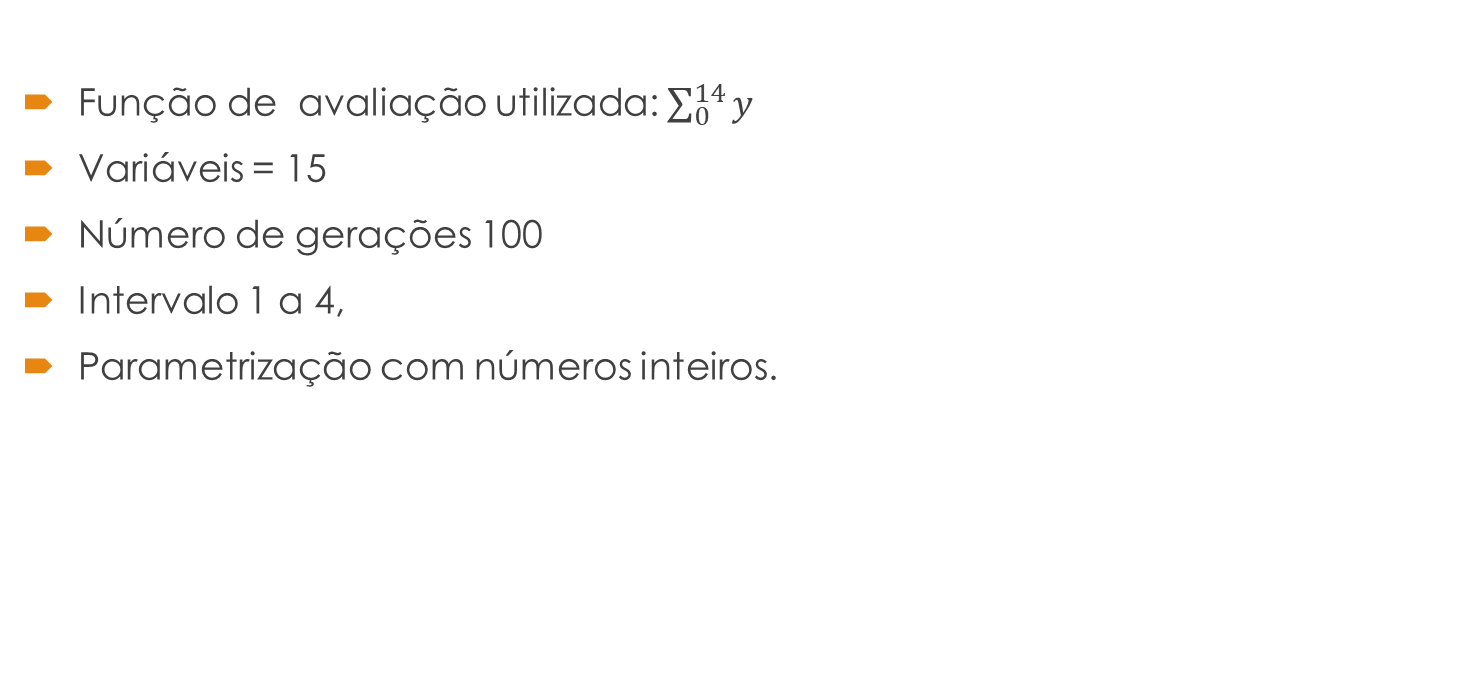 Função de  avaliação utilizada: ∑₀¹⁴ y
Variáveis = 15
Número de gerações 100
Intervalo 1 a 4,
Parametrização com números inteiros.